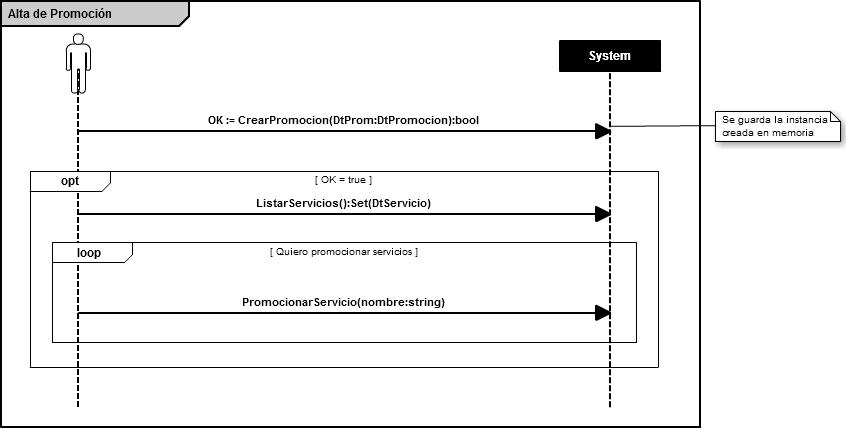 Alta de Promoción
System
OK := CrearPromocion(DtProm:DtPromocion):bool
Se guarda la instancia
creada en memoria
opt
[ OK = true ]
ListarServicios():Set(DtServicio)
loop
[ Quiero promocionar servicios ]
PromocionarServicio(nombre:string)